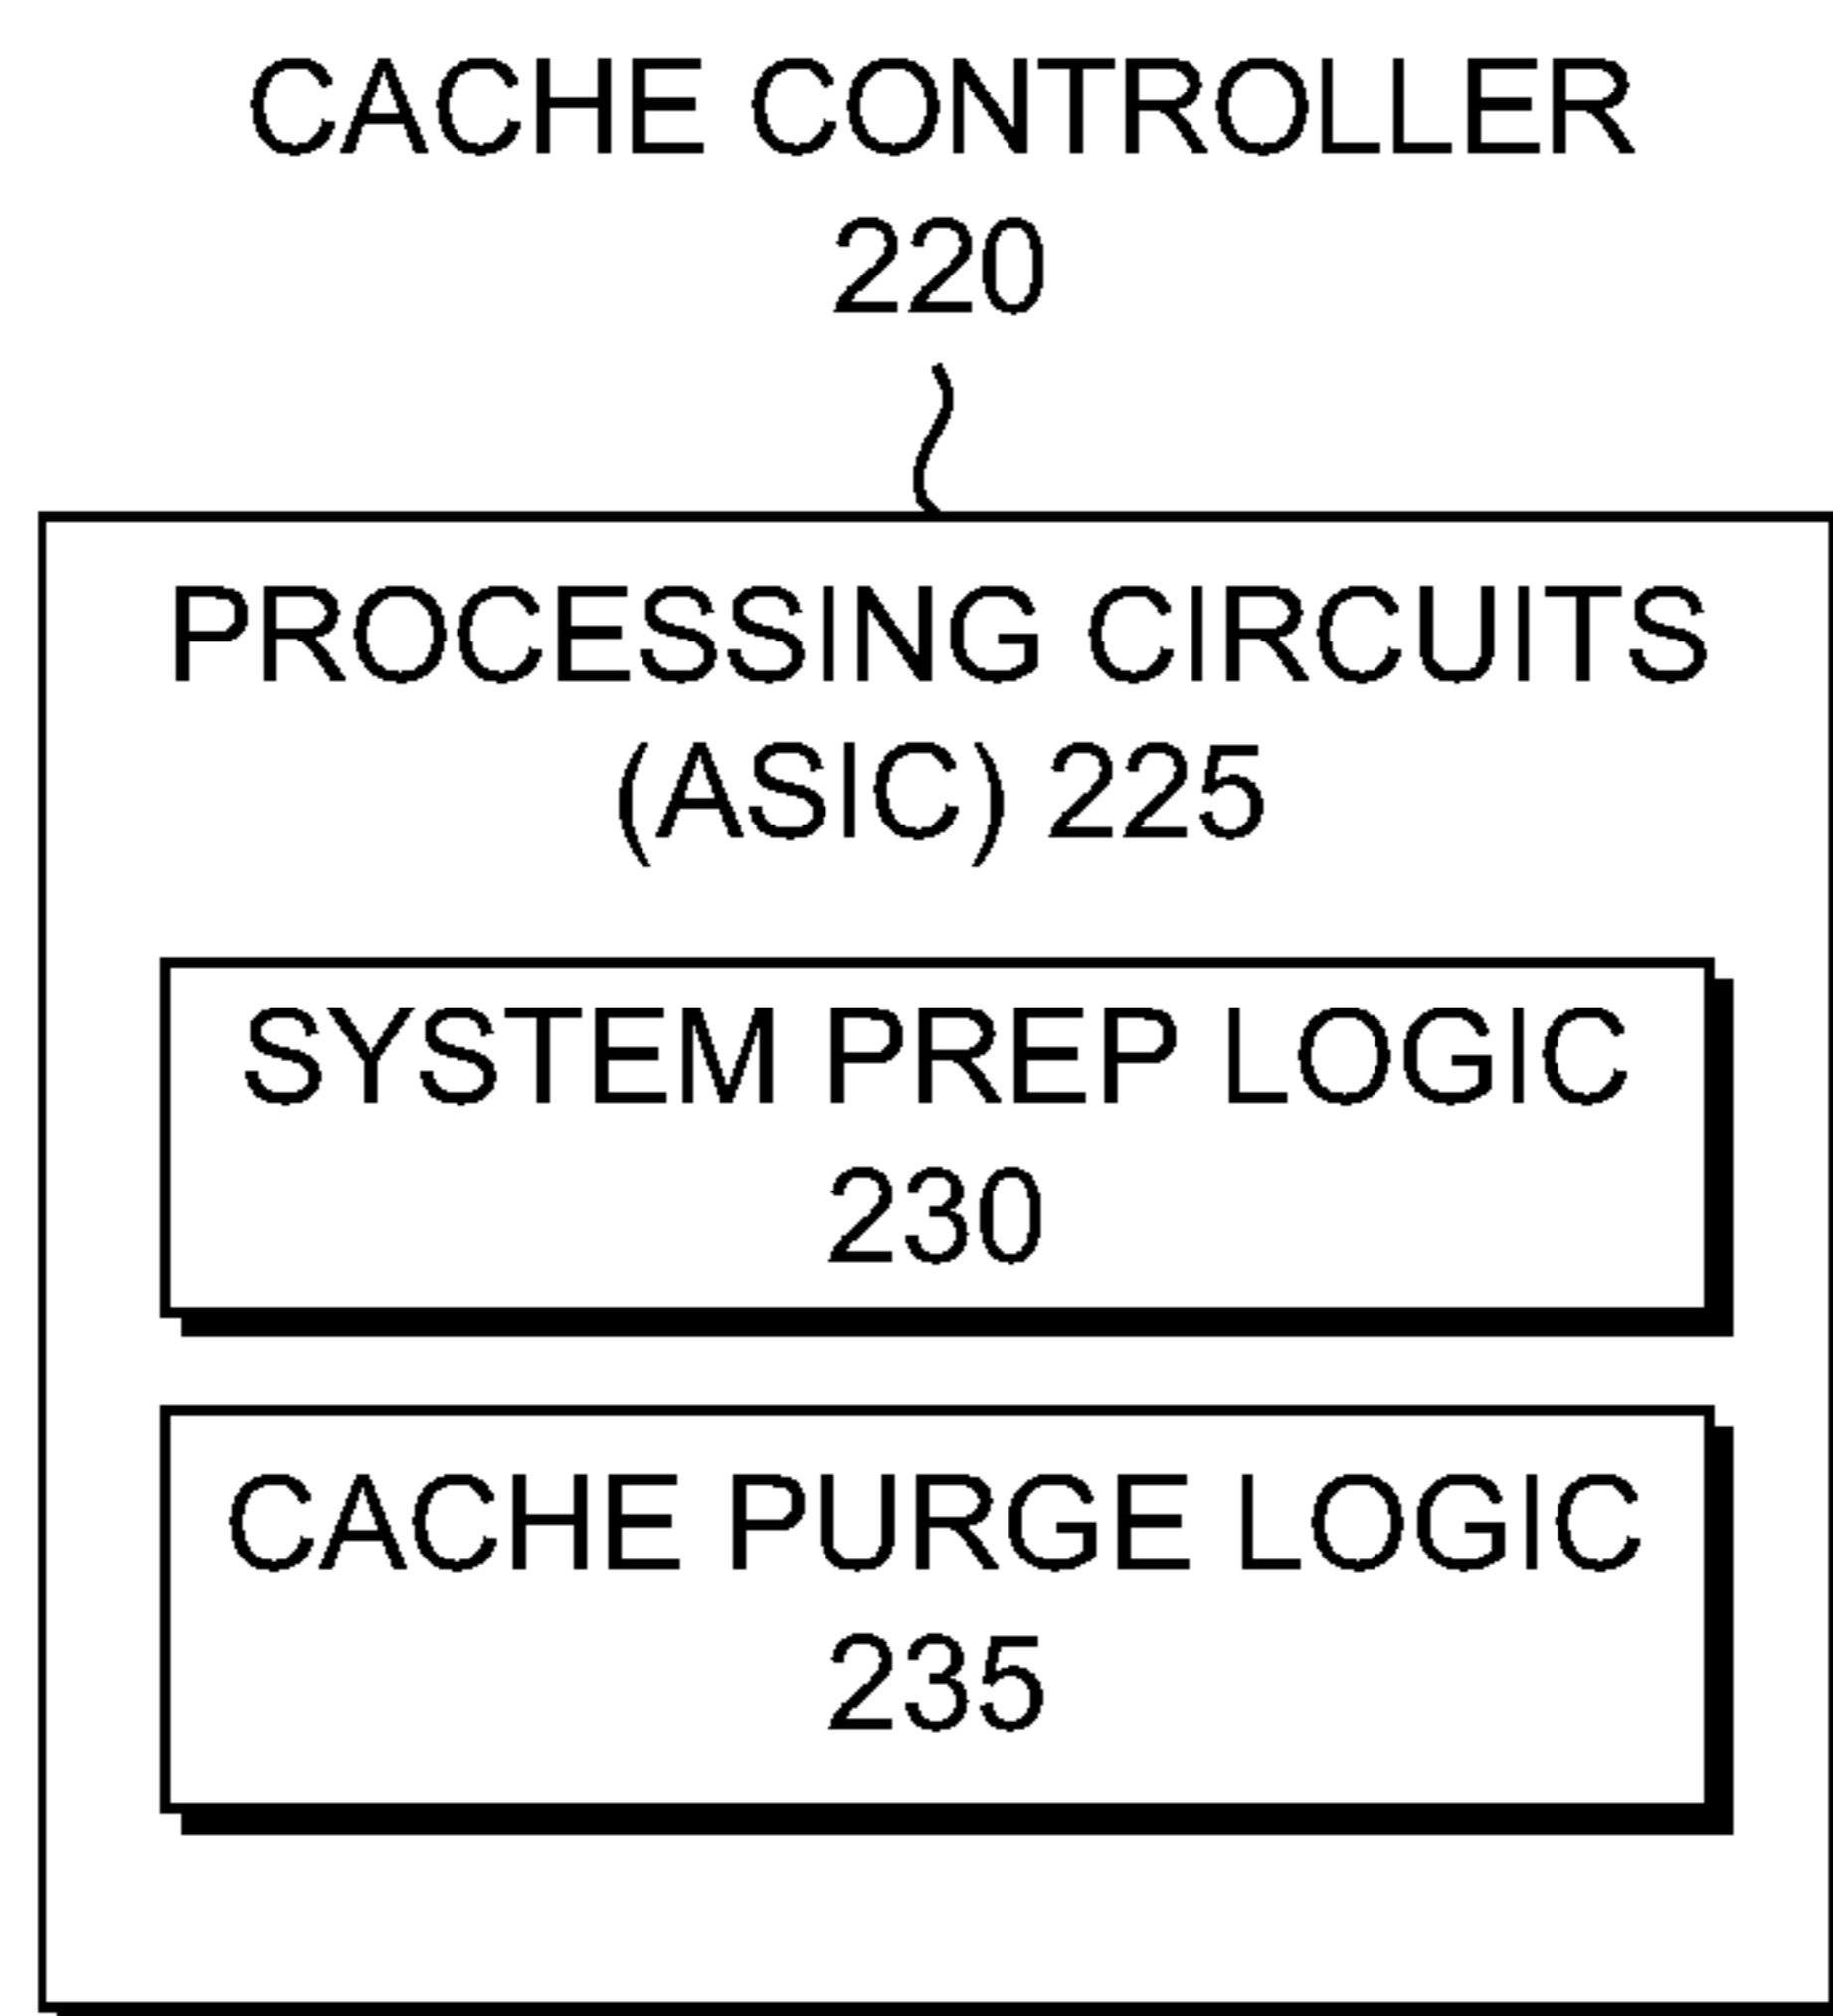 CACHE CONTROLLER
220
PROCESSING CIRCUITS
(ASIC) 225
SYSTEM PREP LOGIC
230
CACHE PURGE LOGIC
235